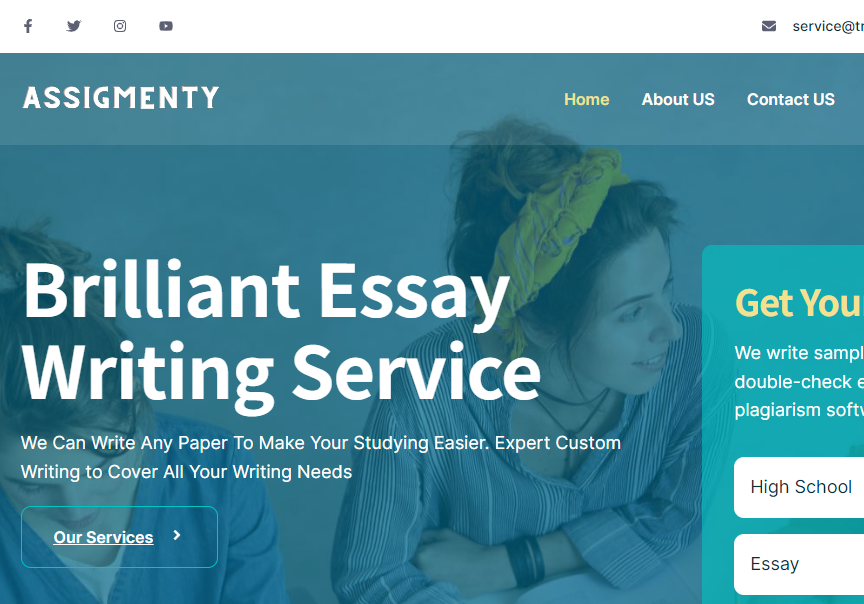 service@tr
ASSIGMENTY
Home About US Contact US
Brilliant Essay
Writing Service
We Can Write Any Paper To Make Your Studying Easier. Expert Custom
Writing to Cover All Your Writing Needs
Our Services
Get You
We write sampl
double-check e
plagiarism softw
High School
Essay